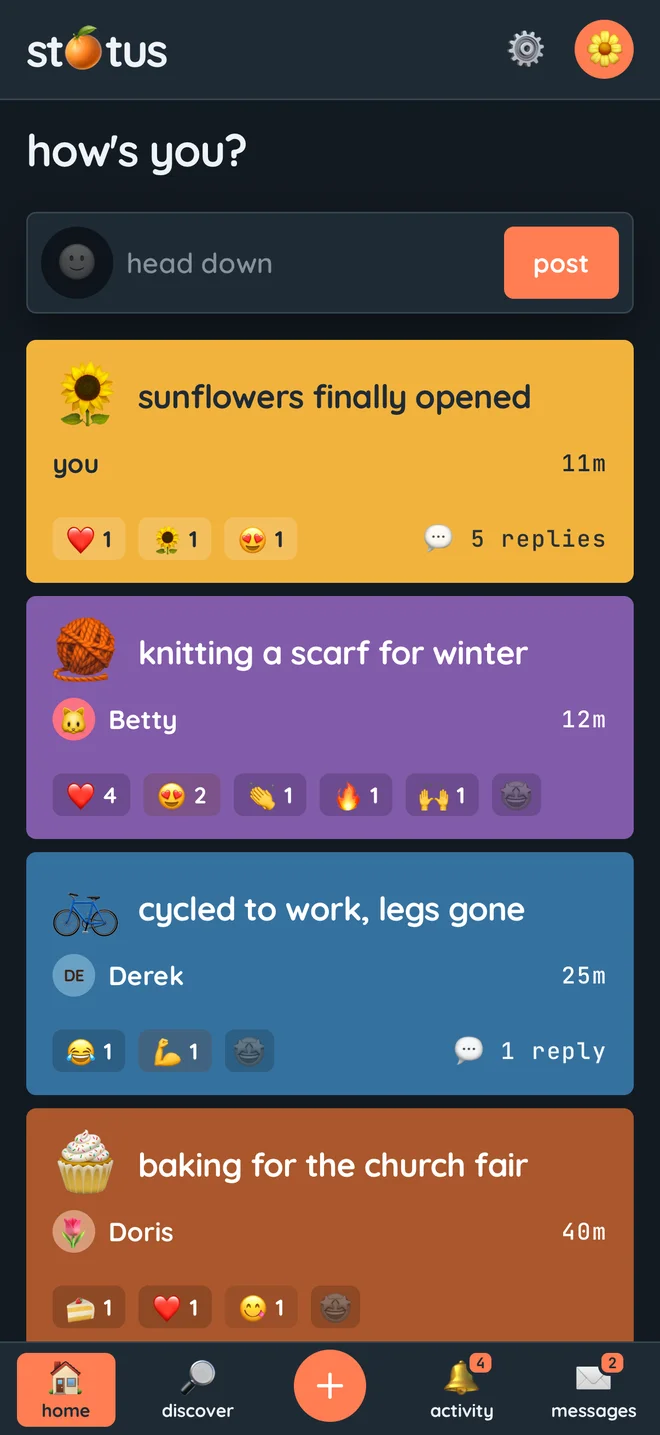 st🍊tus
how's you?
head down
post
sunflowers finally opened
you
11m
❤️ 1
🌻 1
😍 1
💬 5 replies
knitting a scarf for winter
Betty
12m
❤️ 4
😍 2
👏 1
🔥 1
🙌 1
cycled to work, legs gone
DE
Derek
25m
😂 1
💪 1
💬 1 reply
baking for the church fair
Doris
40m
🍰 1
❤️ 1
😋 1
home
discover
+
4
activity
2
messages